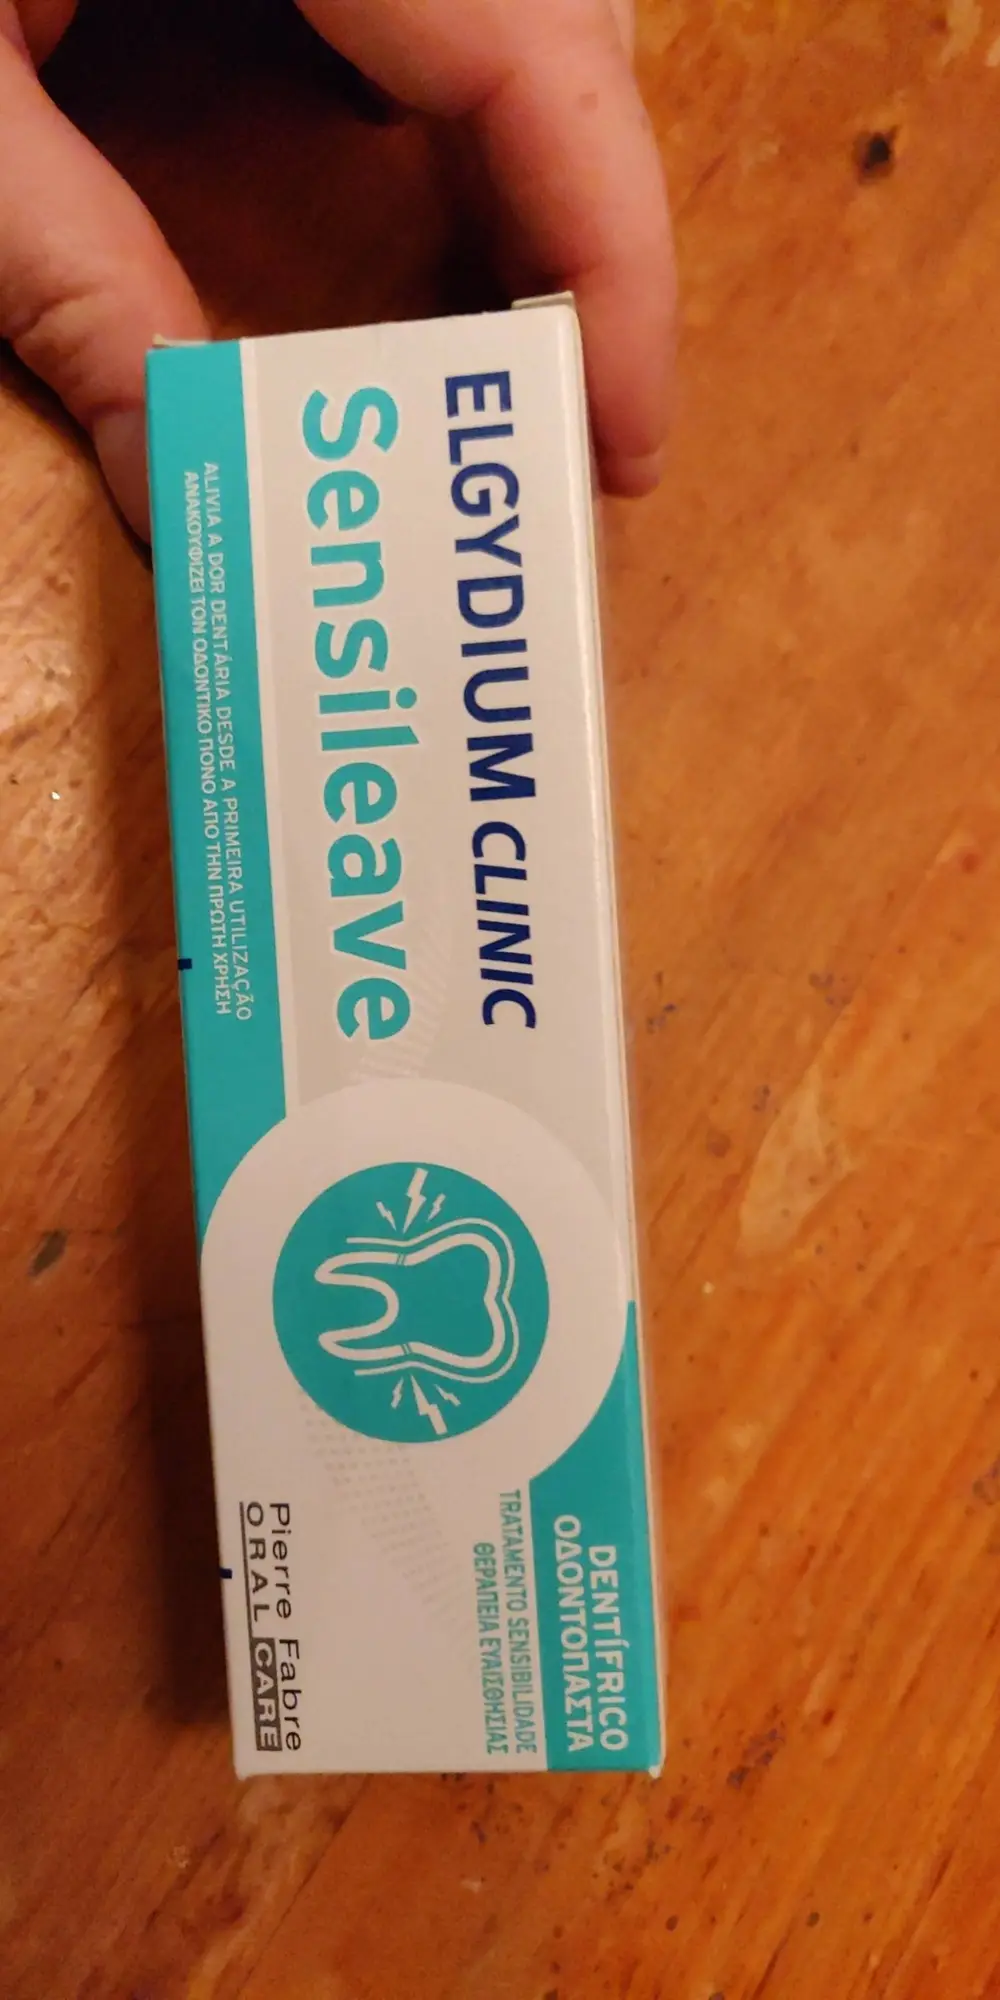 ELGYDIUM CLINIC
Sensileave
ALIVIA A DOR DENTÁRIA DESDE A PRIMEIRA UTILIZAÇÃO
ΑΝΑΚΟΥΦΙΖΕΙ ΤΟΝ ΟΔΟΝΤΙΚΟ ΠΟΝΟ ΑΠΟ ΤΗΝ ΠΡΩΤΗ ΧΡΗΣΗ
DENTÍFRICO
ΟΔΟΝΤΟΠΑΣΤΑ
TRATAMENTO SENSIBILIDADE
ΘΕΡΑΠΕΙΑ ΕΥΑΙΣΘΗΣΙΑΣ
Pierre Fabre
ORAL CARE